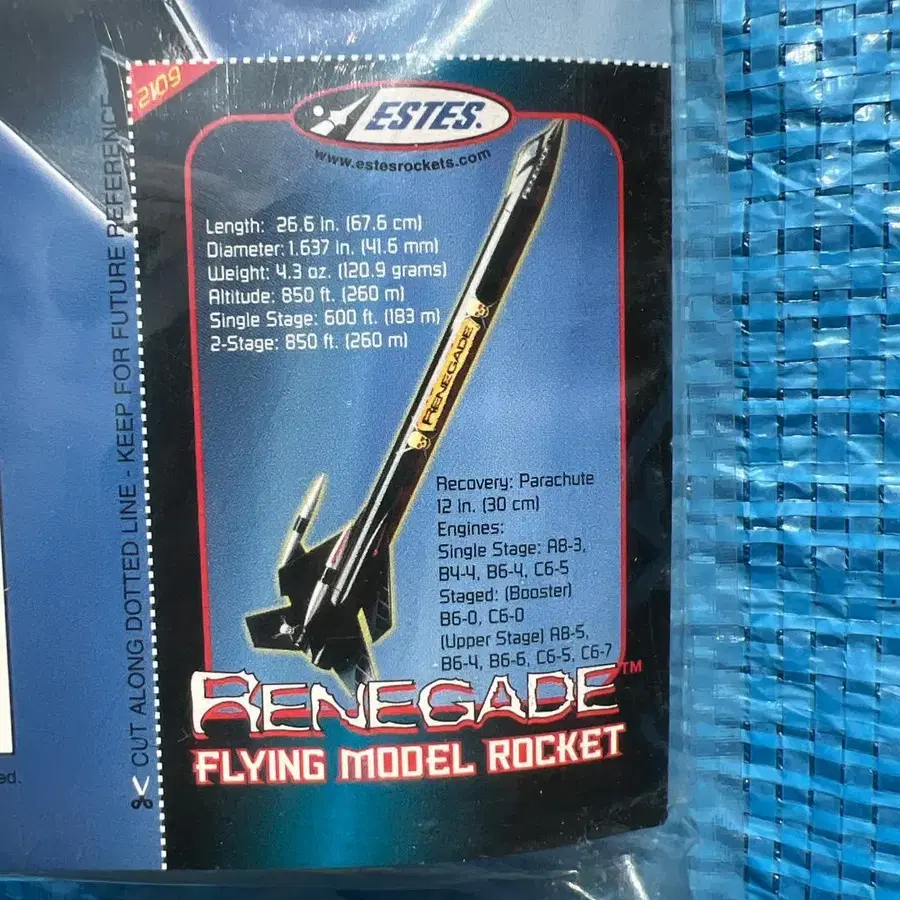 2109
ESTES.
www.estesrockets.com
Length: 26.6 in. (67.6 cm)
Diameter: 1.637 in. (41.6 mm)
Weight: 4.3 oz. (120.9 grams)
Altitude: 850 ft. (260 m)
Single Stage: 600 ft. (183 m)
2-Stage: 850 ft. (260 m)
RENEGADE
Recovery: Parachute
12 in. (30 cm)
Engines:
Single Stage: A8-3,
B4-4, B6-4, C6-5
Staged: (Booster)
B6-0, C6-0
(Upper Stage) A8-5,
B6-4, B6-6, C6-5, C6-7
RENEGADE™
FLYING MODEL ROCKET
CUT ALONG DOTTED LINE - KEEP FOR FUTURE REFERENCE
ed.